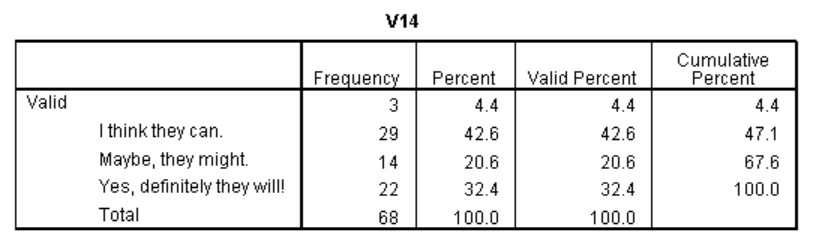 V14
Frequency Percent Valid Percent Cumulative Percent
Valid 3 4.4 4.4 4.4
I think they can. 29 42.6 42.6 47.1
Maybe, they might. 14 20.6 20.6 67.6
Yes, definitely they will! 22 32.4 32.4 100.0
Total 68 100.0 100.0